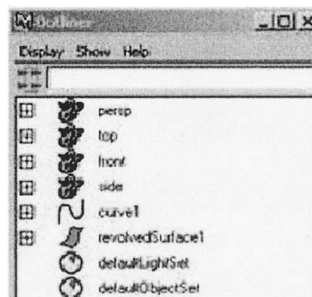 Outliner
Display Show Help
persp
top
front
side
curve1
revolvedSurface1
defaultLightSet
defaultObjectSet